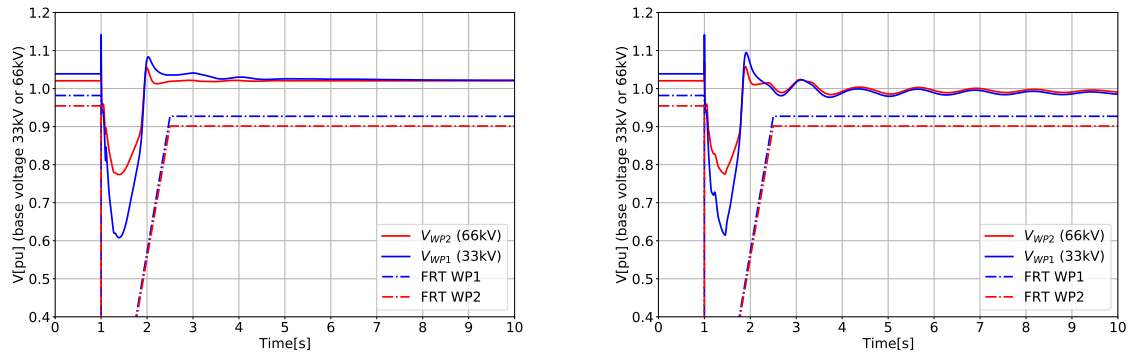 V[pu] (base voltage 33kV or 66kV)
1.2
1.1
1.0
0.9
0.8
0.7
0.6
0.5
0.4
V_WP2 (66kV)
V_WP1 (33kV)
FRT WP1
FRT WP2
0 1 2 3 4 5 6 7 8 9 10
Time[s]
V[pu] (base voltage 33kV or 66kV)
1.2
1.1
1.0
0.9
0.8
0.7
0.6
0.5
0.4
V_WP2 (66kV)
V_WP1 (33kV)
FRT WP1
FRT WP2
0 1 2 3 4 5 6 7 8 9 10
Time[s]